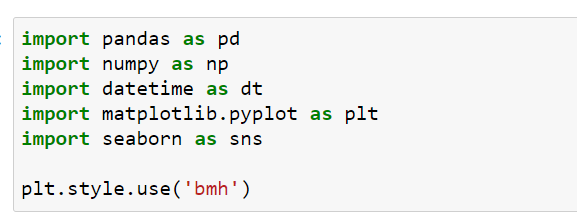 import pandas as pd
import numpy as np
import datetime as dt
import matplotlib.pyplot as plt
import seaborn as sns
plt.style.use('bmh')